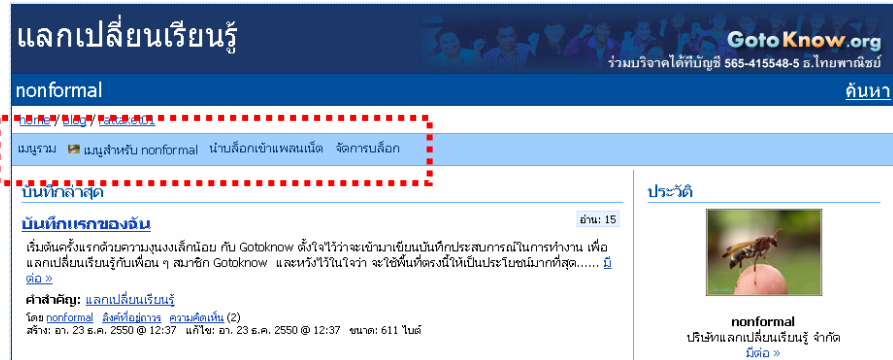 แลกเปลี่ยนเรียนรู้
GotoKnow.org
ร่วมบริจาคได้ที่บัญชี 565-415548-5 ธ.ไทยพาณิชย์
nonformal
ค้นหา
home / blog / rattaket01
เมนูรวม เมนูสำหรับ nonformal นำบล็อกเข้าแพลนเน็ต จัดการบล็อก
บันทึกล่าสุด
ประวัติ
บันทึกแรกของฉัน
อ่าน: 15
เริ่มต้นครั้งแรกด้วยความงุนงงเล็กน้อย กับ Gotoknow ตั้งใจไว้ว่าจะเข้ามาเขียนบันทึกประสบการณ์ในการทำงาน เพื่อ
แลกเปลี่ยนเรียนรู้กับเพื่อน ๆ สมาชิก Gotoknow และหวังไว้ในใจว่า จะใช้พื้นที่ตรงนี้ให้เป็นประโยชน์มากที่สุด...... มี
ต่อ »
คำสำคัญ: แลกเปลี่ยนเรียนรู้
โดย nonformal ลิงค์ที่อยู่ถาวร ความคิดเห็น (2)
สร้าง: อา. 23 ธ.ค. 2550 @ 12:37 แก้ไข: อา. 23 ธ.ค. 2550 @ 12:37 ขนาด: 611 ไบต์
nonformal
บริษัทแลกเปลี่ยนเรียนรู้ จำกัด
มีต่อ »